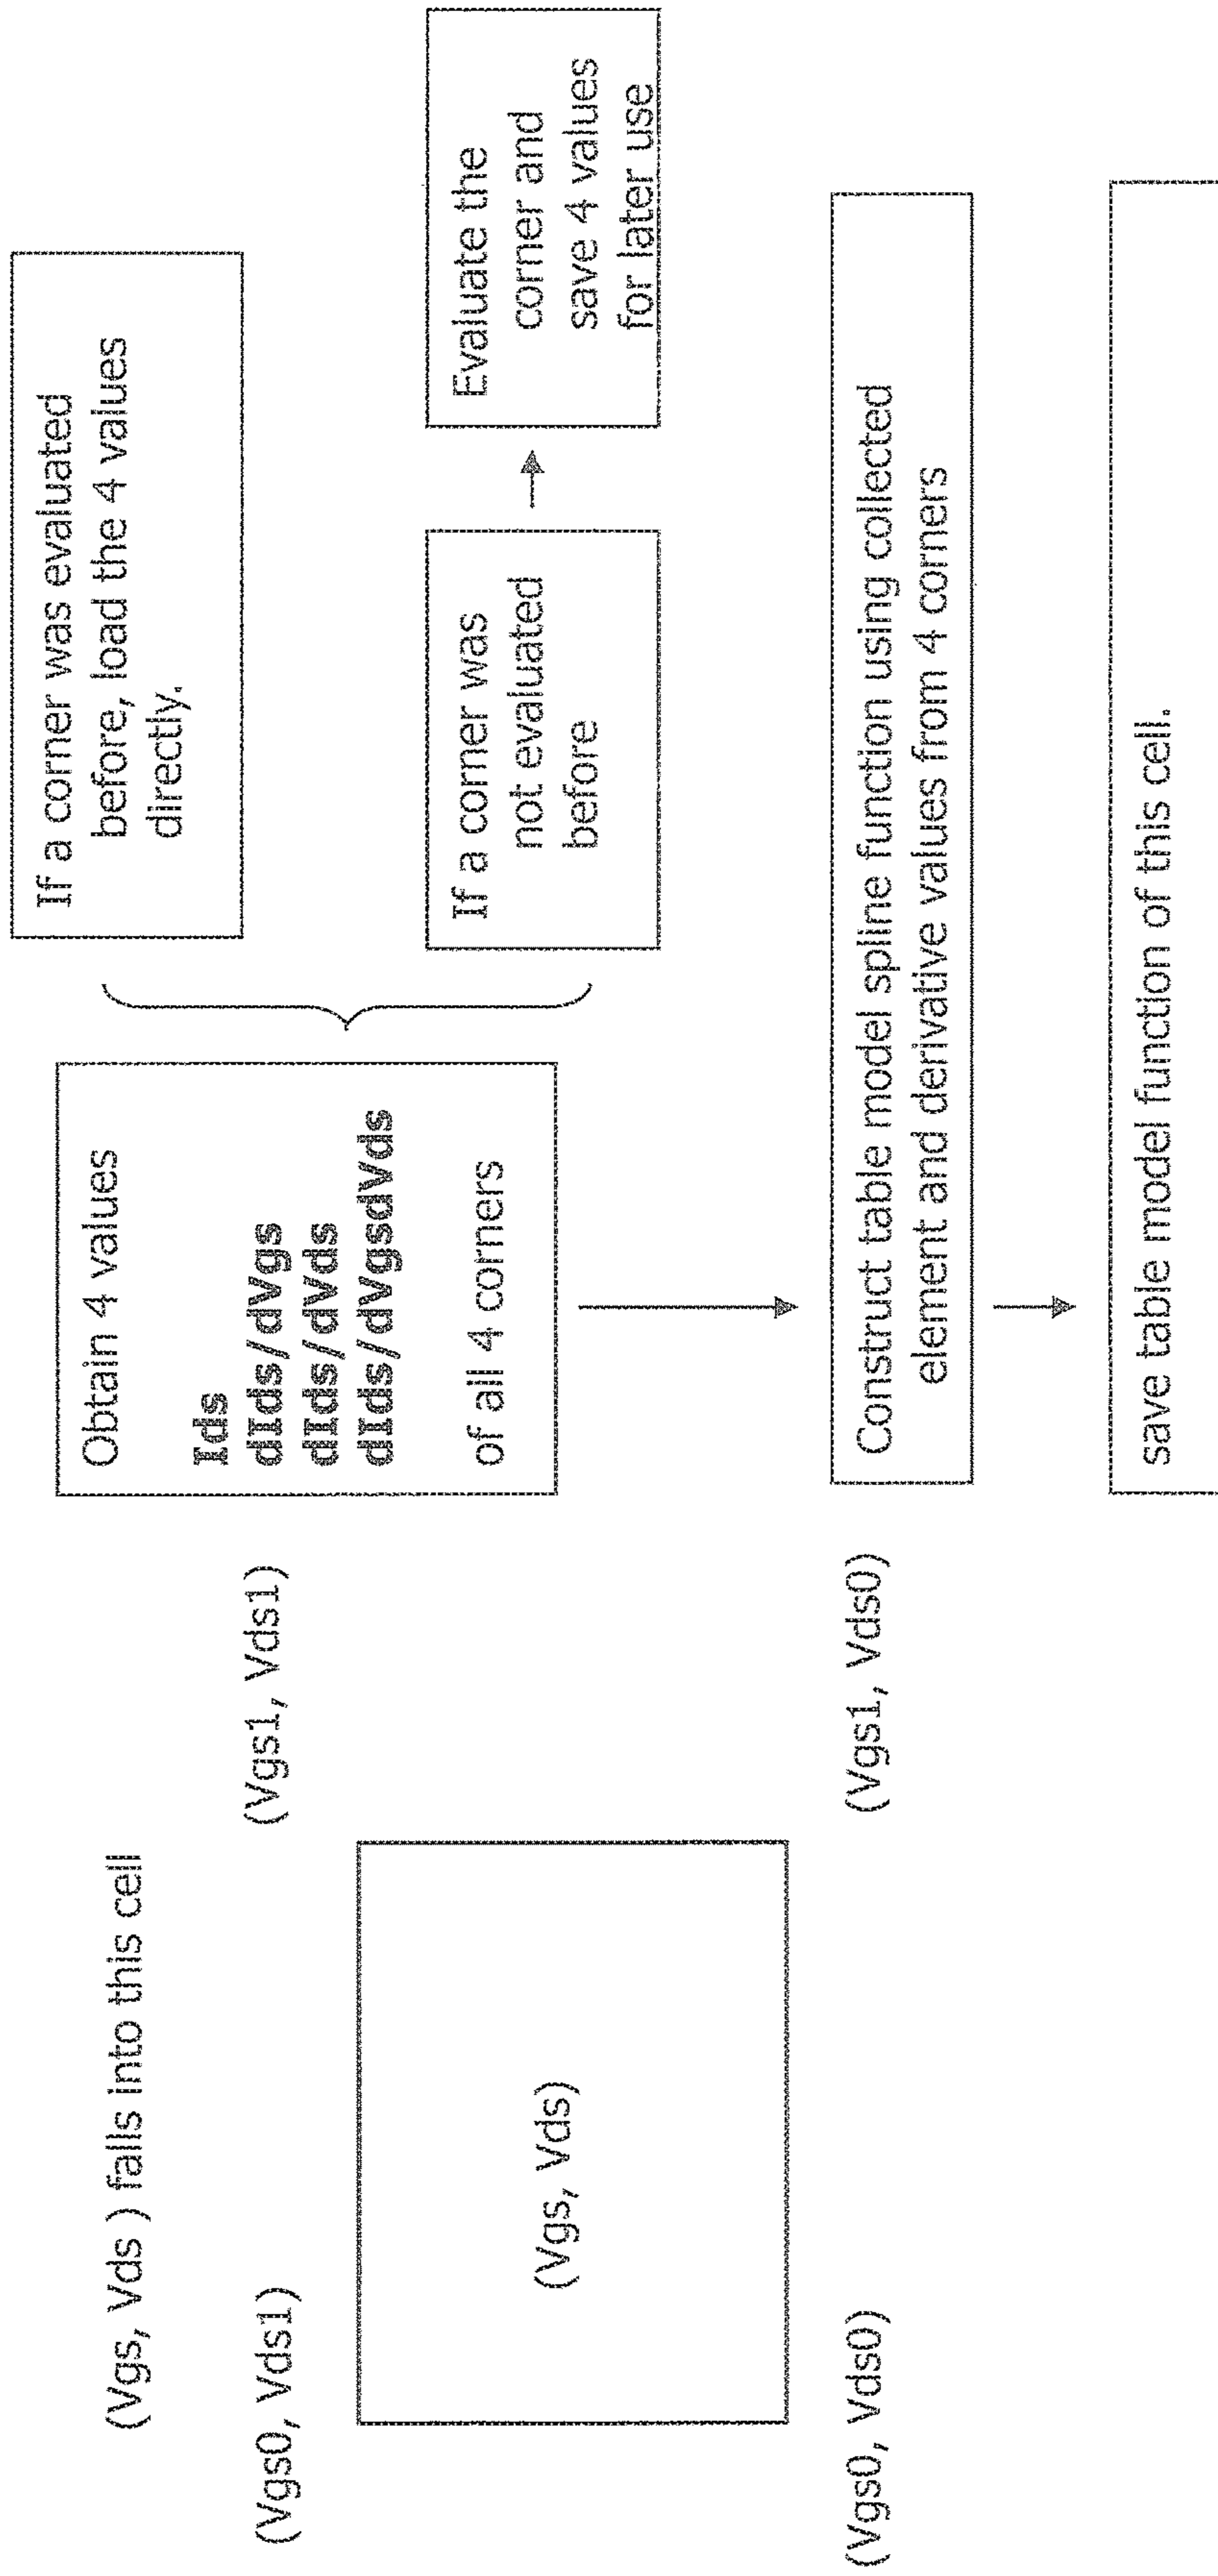 (Vgs, Vds ) falls into this cell
(Vgs0, Vds1)
(Vgs1, Vds1)
(Vgs, Vds)
(Vgs0, Vds0)
(Vgs1, Vds0)
Obtain 4 values
Ids
dIds/dVgs
dIds/dVds
dIds/dVgsdVds
of all 4 corners
If a corner was evaluated
before, load the 4 values
directly.
If a corner was
not evaluated
before
Evaluate the
corner and
save 4 values
for later use
Construct table model spline function using collected
element and derivative values from 4 corners
save table model function of this cell.